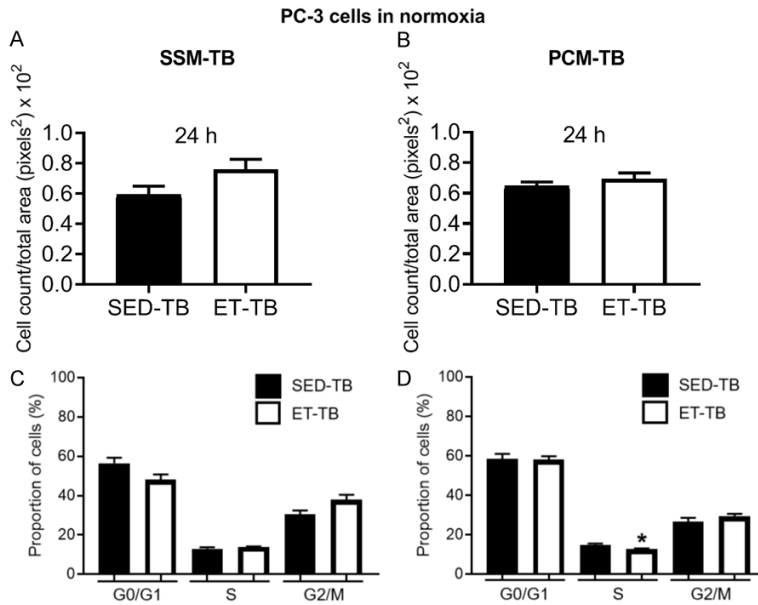 PC-3 cells in normoxia
A
SSM-TB
Cell count/total area (pixels²) x 10²
24 h
1.0
0.8
0.6
0.4
0.2
0.0
SED-TB ET-TB
B
PCM-TB
Cell count/total area (pixels²) x 10²
24 h
1.0
0.8
0.6
0.4
0.2
0.0
SED-TB ET-TB
C
Proportion of cells (%)
SED-TB
ET-TB
100
80
60
40
20
0
G0/G1 S G2/M
D
Proportion of cells (%)
SED-TB
ET-TB
100
80
60
40
20
0
*
G0/G1 S G2/M